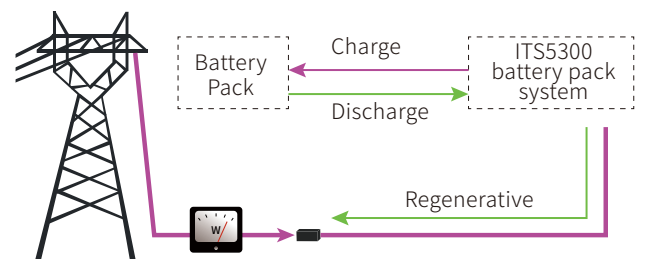 Charge
Battery
Pack
ITS5300
battery pack
system
Discharge
Regenerative
W